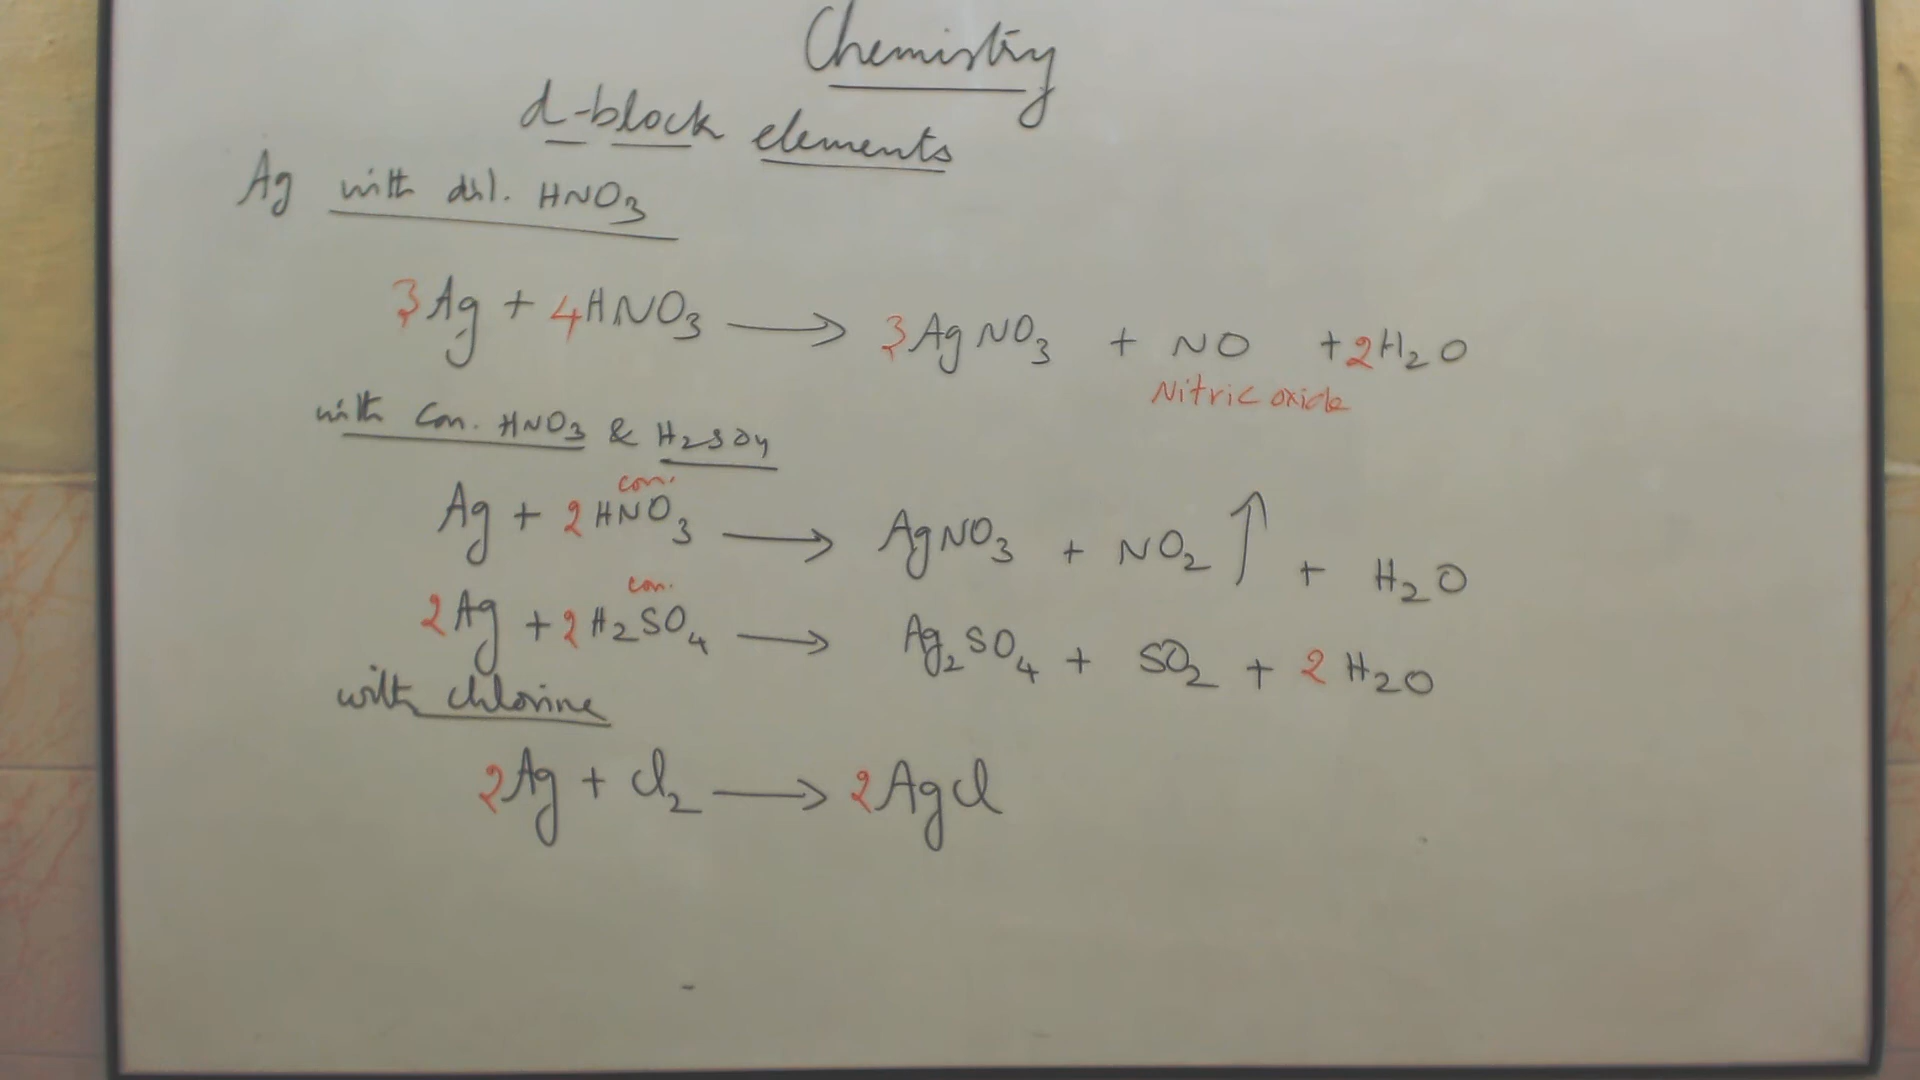 Chemistry
d-block elements
Ag with dil. HNO3
3Ag + 4HNO3 ⟶ 3AgNO3 + NO + 2H2O
Nitric oxide
with Con. HNO3 & H2SO4
con.
Ag + 2HNO3 ⟶ AgNO3 + NO2 ↑ + H2O
con.
2Ag + 2H2SO4 ⟶ Ag2SO4 + SO2 + 2H2O
with chlorine
2Ag + Cl2 ⟶ 2AgCl